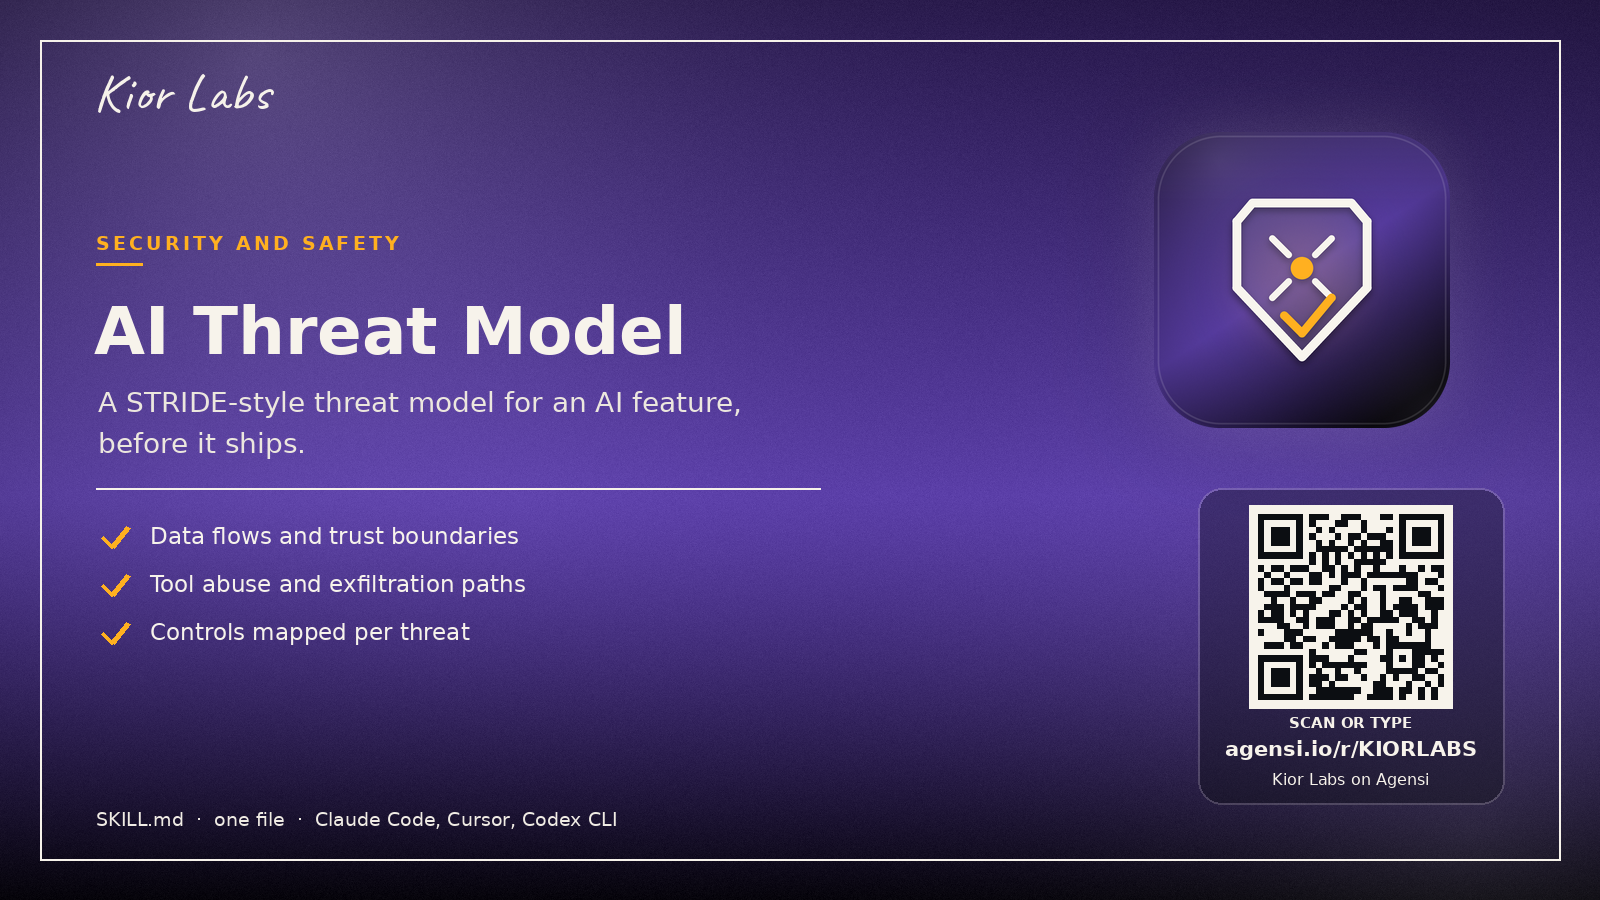 Kior Labs
SECURITY AND SAFETY
AI Threat Model
A STRIDE-style threat model for an AI feature,
before it ships.
Data flows and trust boundaries
Tool abuse and exfiltration paths
Controls mapped per threat
SCAN OR TYPE
agensi.io/r/KIORLABS
Kior Labs on Agensi
SKILL.md · one file · Claude Code, Cursor, Codex CLI